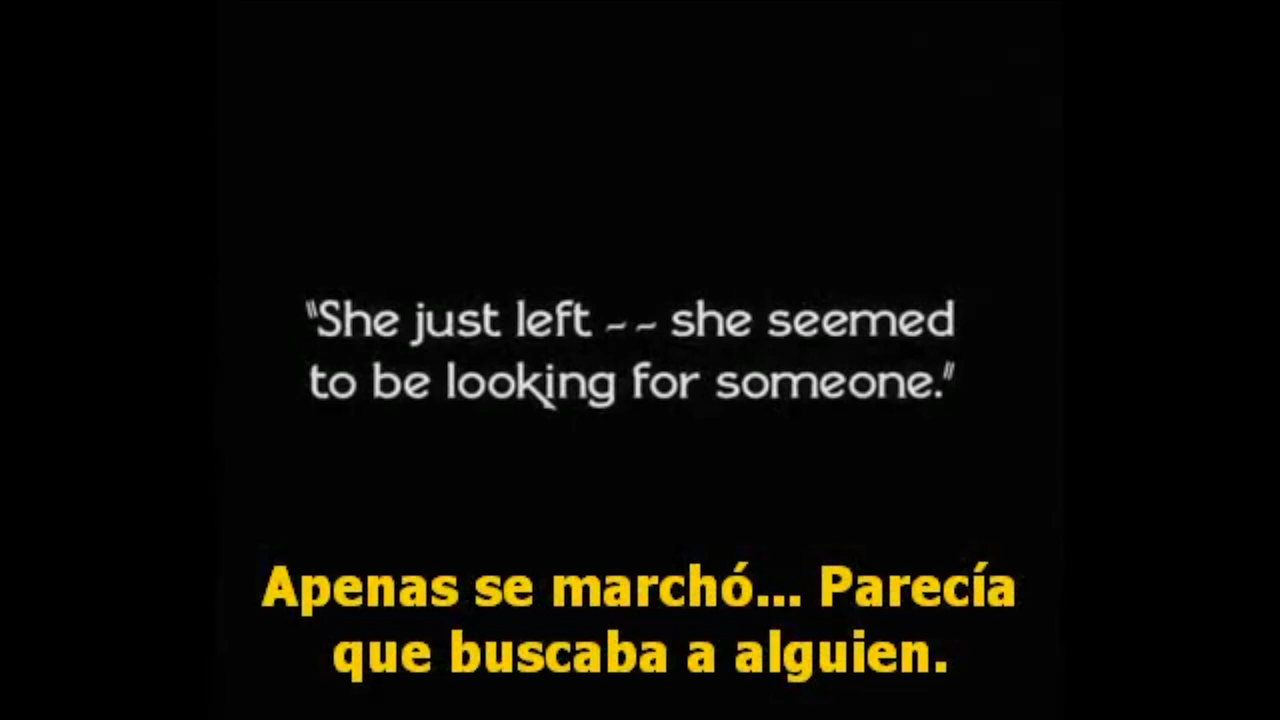 "She just left -- she seemed
to be looking for someone."
Apenas se marchó... Parecía
que buscaba a alguien.